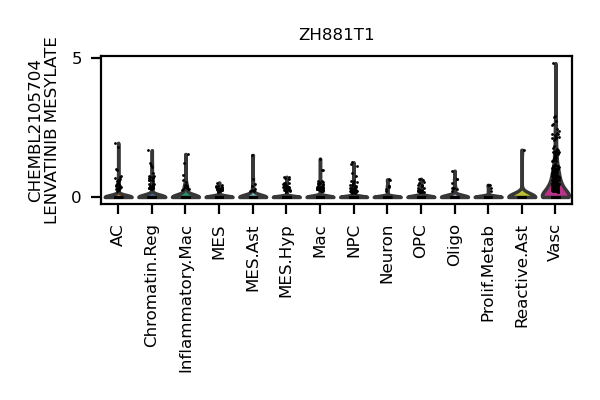 ZH881T1
CHEMBL2105704
LENVATINIB MESYLATE
5
0
AC
Chromatin.Reg
Inflammatory.Mac
MES
MES.Ast
MES.Hyp
Mac
NPC
Neuron
OPC
Oligo
Prolif.Metab
Reactive.Ast
Vasc